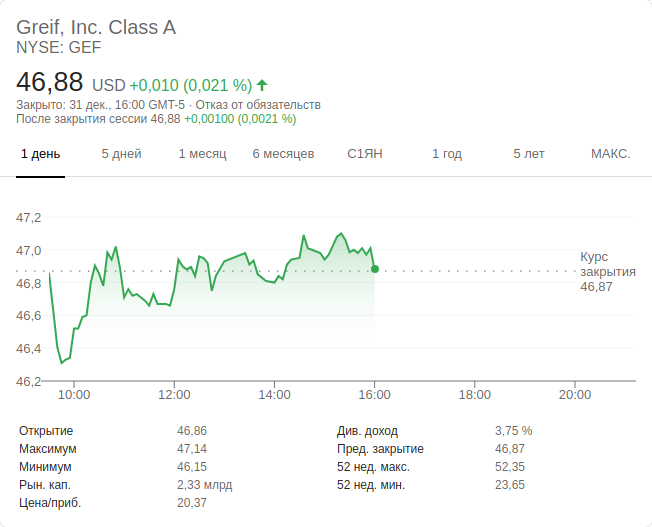 Greif, Inc. Class A
NYSE: GEF
46,88 USD +0,010 (0,021 %)
Закрыто: 31 дек., 16:00 GMT-5 · Отказ от обязательств
После закрытия сессии 46,88 +0,00100 (0,0021 %)
1 день 5 дней 1 месяц 6 месяцев С1ЯН 1 год 5 лет МАКС.
47,2
47,0
46,8
46,6
46,4
46,2
Курс
закрытия
46,87
10:00 12:00 14:00 16:00 18:00 20:00
Открытие 46,86 Див. доход 3,75 %
Максимум 47,14 Пред. закрытие 46,87
Минимум 46,15 52 нед. макс. 52,35
Рын. кап. 2,33 млрд 52 нед. мин. 23,65
Цена/приб. 20,37